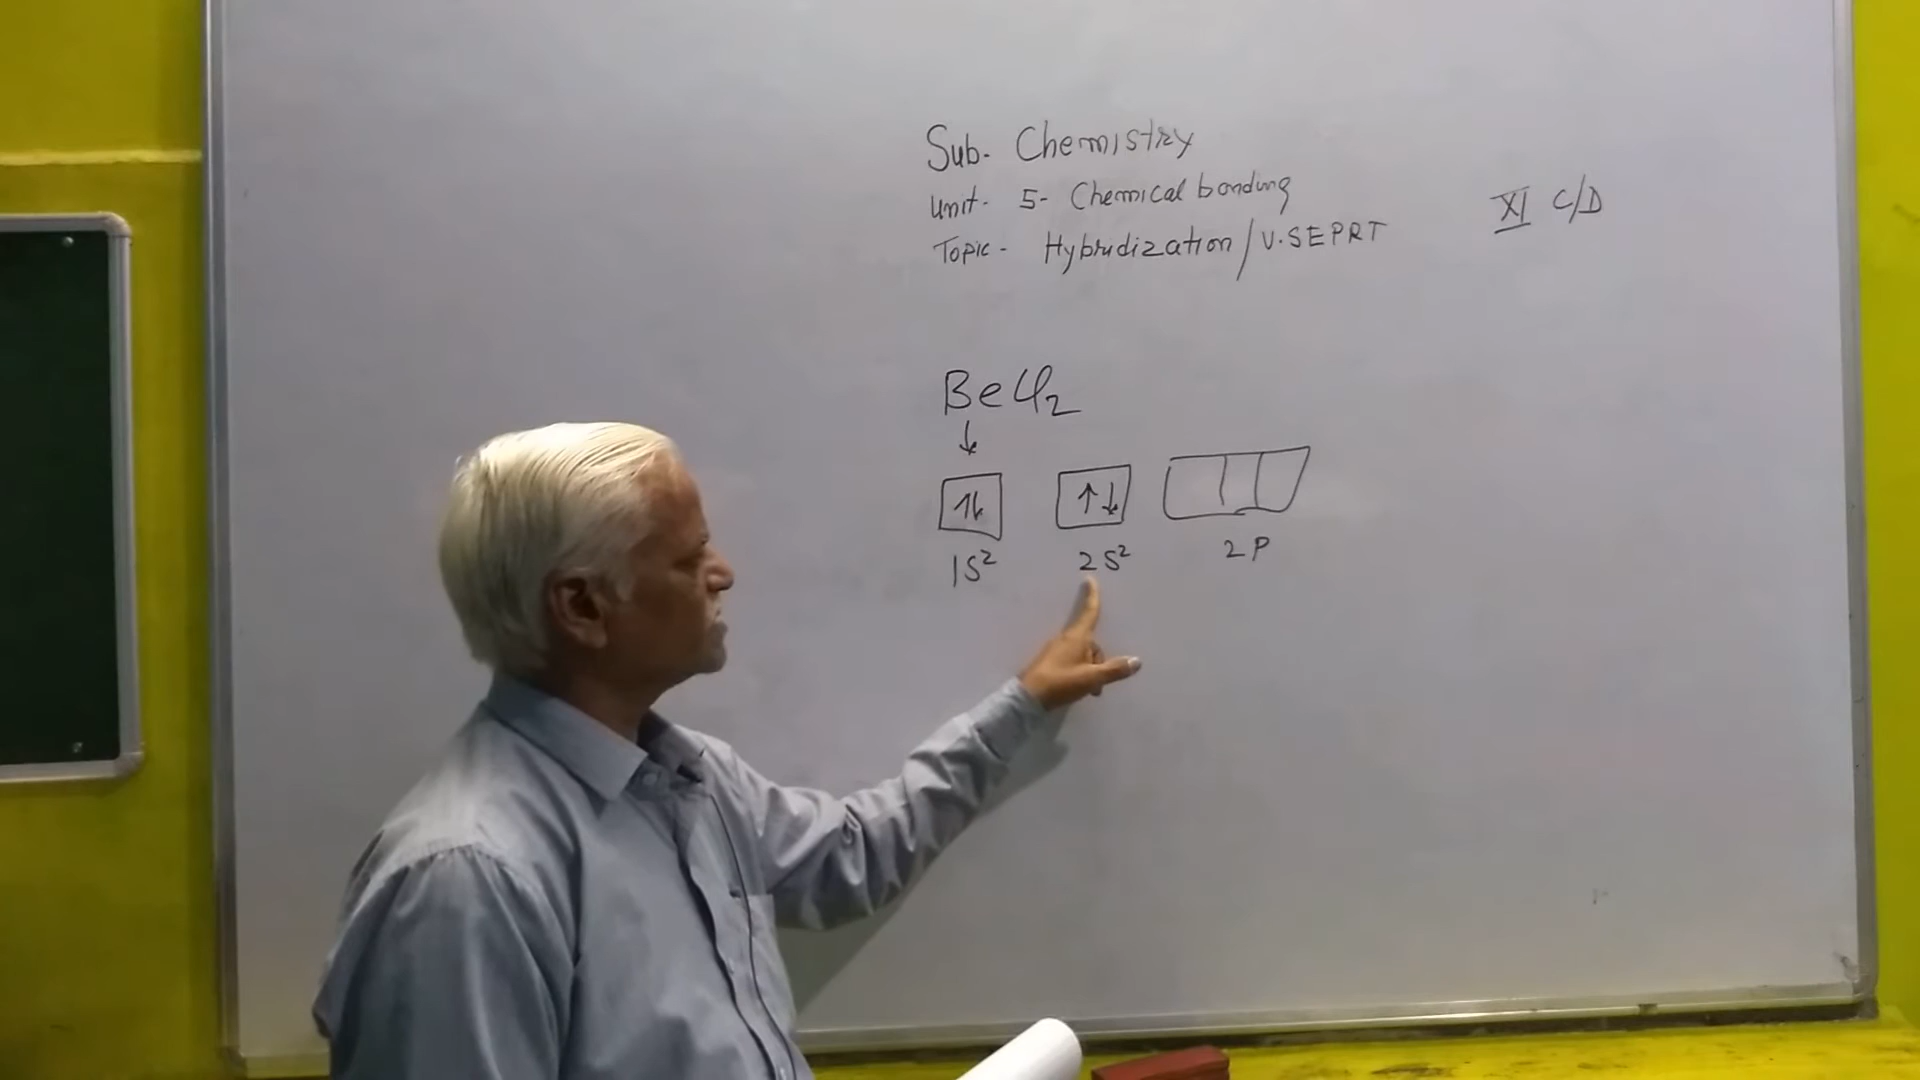 Sub. Chemistry
Unit. 5- Chemical bonding
XI C/D
Topic - Hybridization / V.SEPRT
BeCl2
↓
↑↓ ↑↓
1S² 2S² 2P